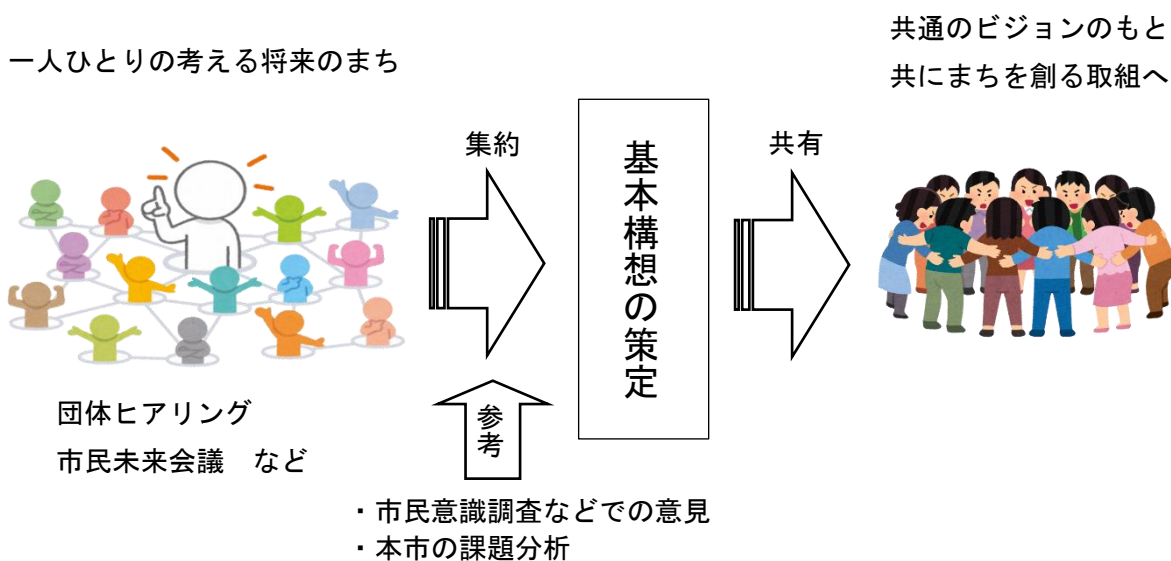 一人ひとりの考える将来のまち
団体ヒアリング
市民未来会議　など
集約
参考
・市民意識調査などでの意見
・本市の課題分析
基本構想の策定
共有
共通のビジョンのもと
共にまちを創る取組へ